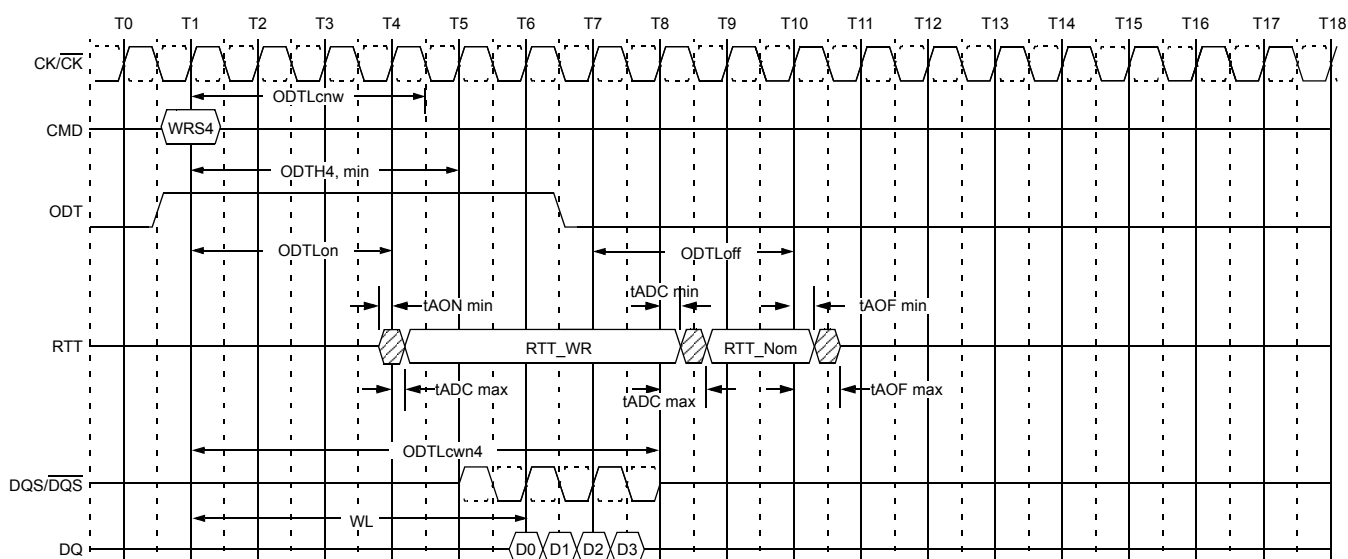 T0 T1 T2 T3 T4 T5 T6 T7 T8 T9 T10 T11 T12 T13 T14 T15 T16 T17 T18
CK/CK
ODTLcnw
CMD WRS4
ODTH4, min
ODT
ODTLon ODTLoff
tAON min tADC min tAOF min
RTT RTT_WR RTT_Nom
tADC max tADC max tAOF max
ODTLcwn4
DQS/DQS
WL
DQ D0 D1 D2 D3